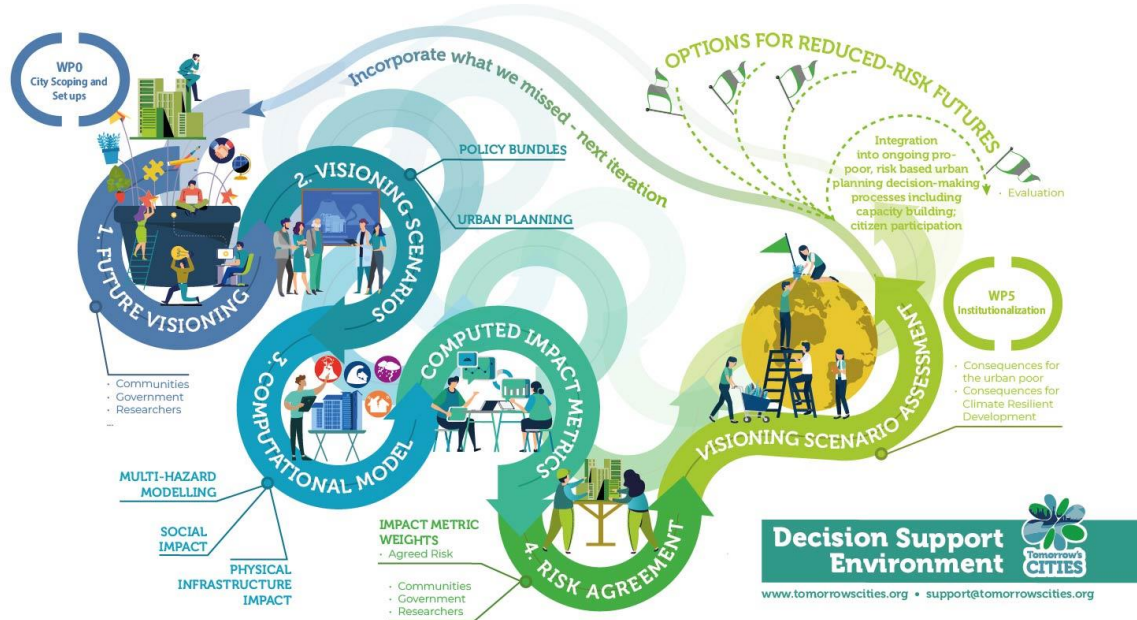 WP0
City Scoping and
Set ups
Incorporate what we missed - next iteration
OPTIONS FOR REDUCED-RISK FUTURES
Integration
into ongoing pro-
poor, risk based urban
planning decision-making
processes including
capacity building;
citizen participation
· Evaluation
1. FUTURE VISIONING
2. VISIONING SCENARIOS
POLICY BUNDLES
URBAN PLANNING
· Communities
· Government
· Researchers
...
3. COMPUTATIONAL MODEL
COMPUTED IMPACT METRICS
MULTI-HAZARD
MODELLING
SOCIAL
IMPACT
PHYSICAL
INFRASTRUCTURE
IMPACT
IMPACT METRIC
WEIGHTS
· Agreed Risk
· Communities
· Government
· Researchers
4. RISK AGREEMENT
VISIONING SCENARIO ASSESSMENT
WP5
Institutionalization
· Consequences for
the urban poor
· Consequences for
Climate Resilient
Development
Decision Support
Environment
Tomorrow's
CITIES
www.tomorrowscities.org • support@tomorrowscities.org